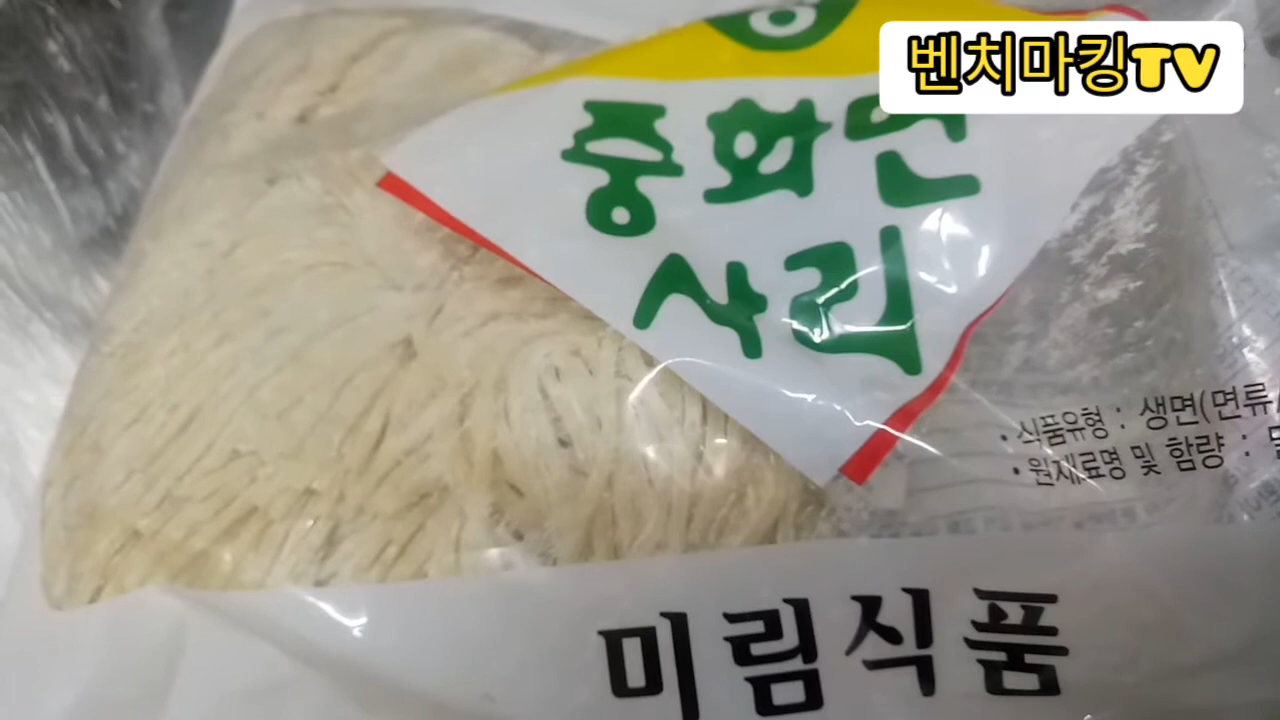 벤치마킹TV
중화면
사리
• 식품유형 : 생면(면류
• 원재료명 및 함량 :
미림식품